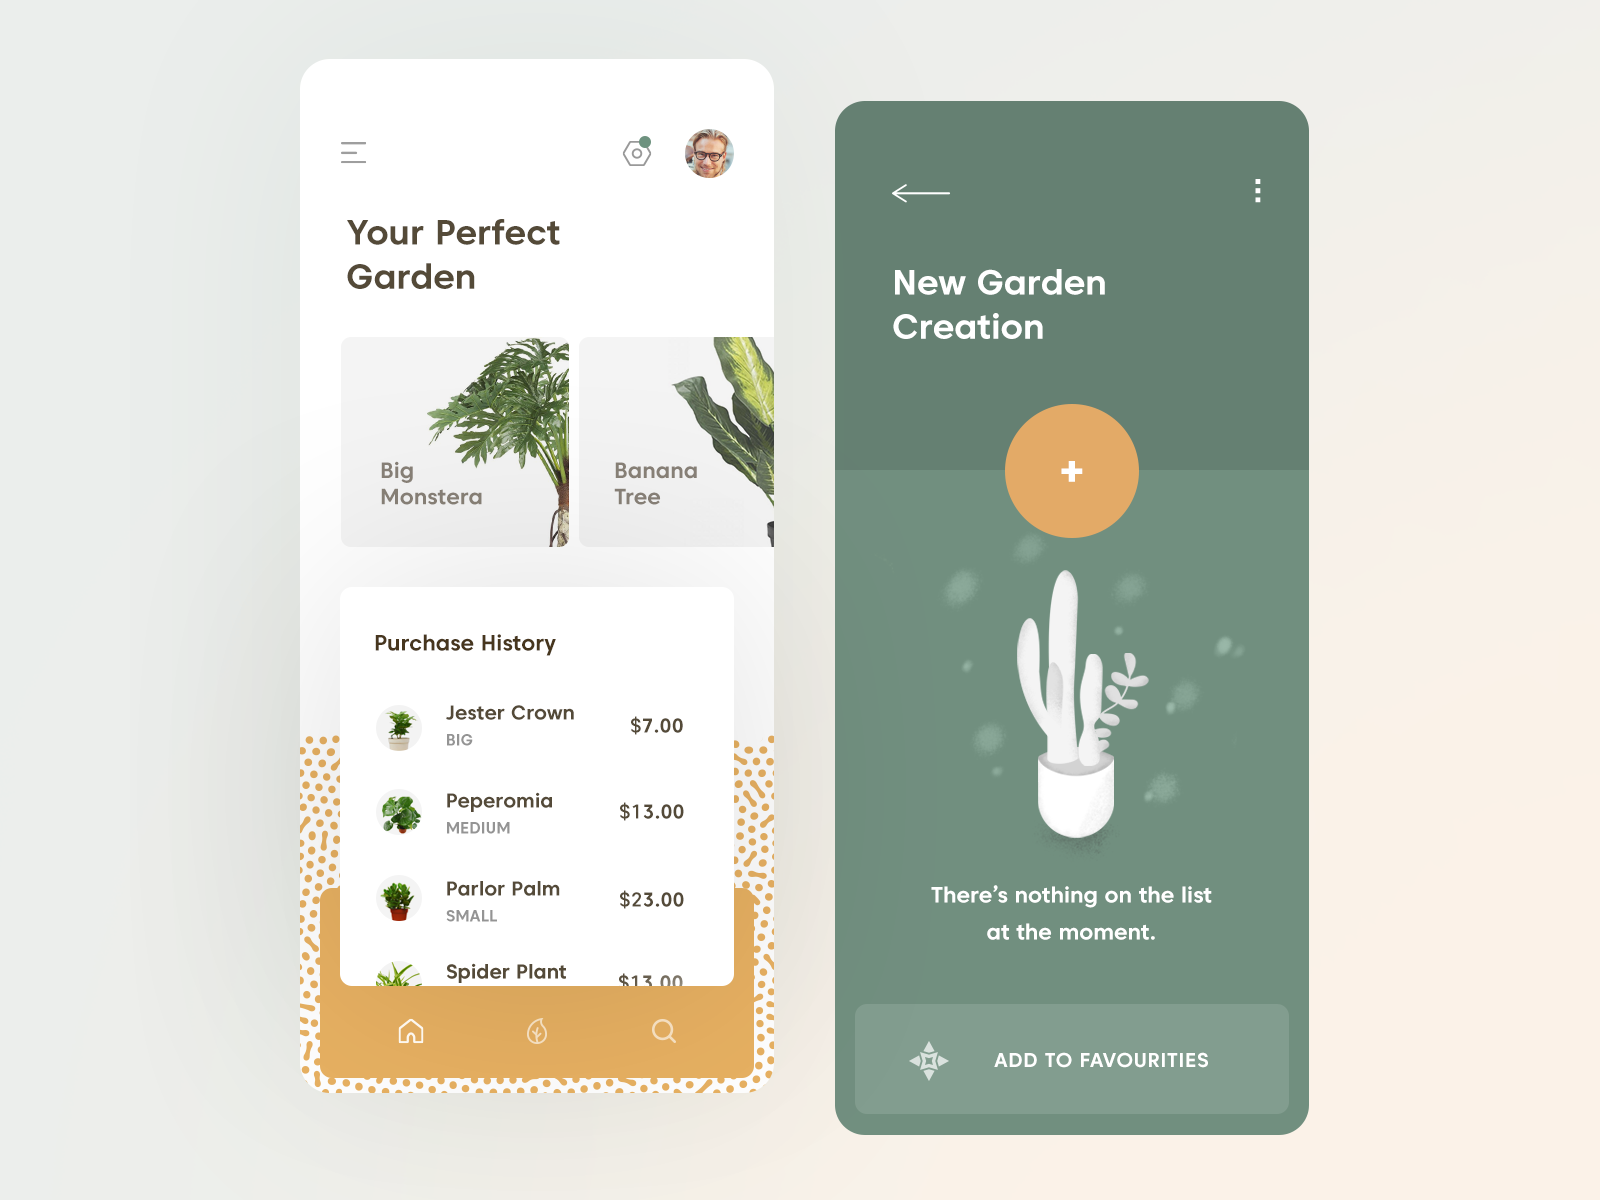 Your Perfect
Garden
Big
Monstera
Banana
Tree
Purchase History
Jester Crown
BIG
$7.00
Peperomia
MEDIUM
$13.00
Parlor Palm
SMALL
$23.00
Spider Plant
$13.00
New Garden
Creation
There’s nothing on the list
at the moment.
ADD TO FAVOURITIES